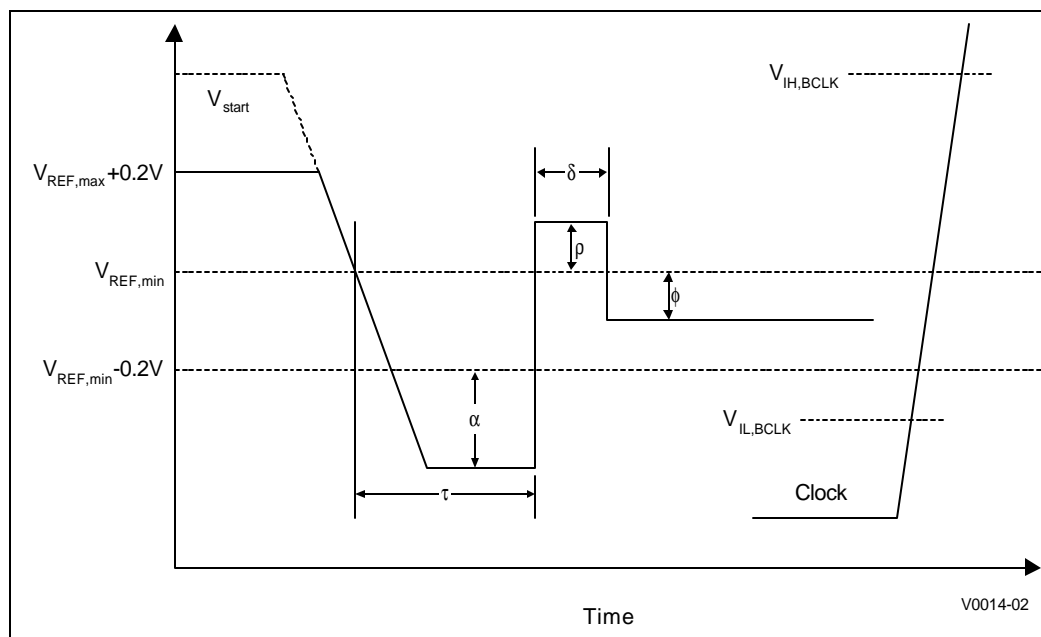 V_IH,BCLK
V_start
V_REF,max+0.2V
δ
ρ
V_REF,min
ϕ
V_REF,min-0.2V
α
V_IL,BCLK
τ
Clock
V0014-02
Time